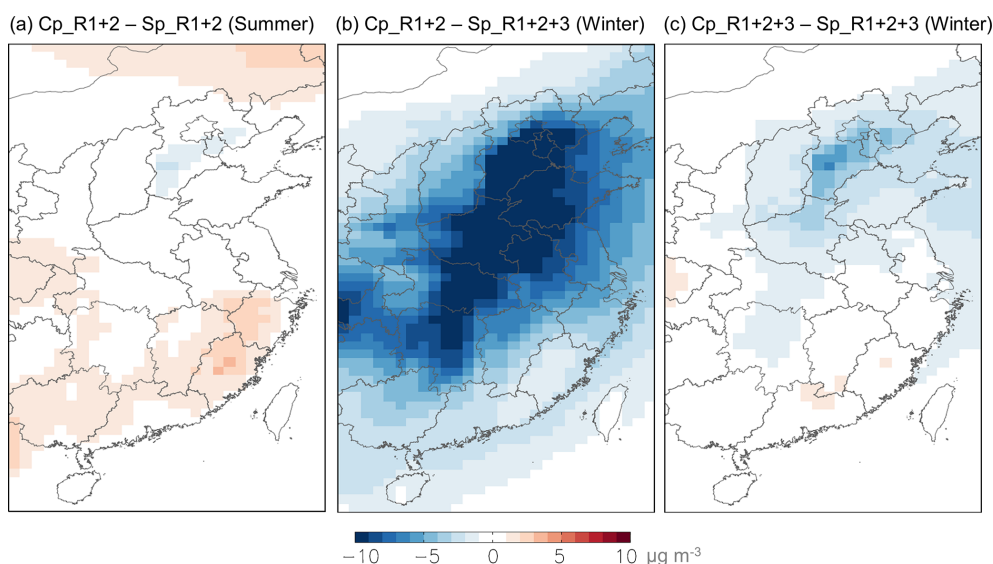 (a) Cp_R1+2 – Sp_R1+2 (Summer)
(b) Cp_R1+2 – Sp_R1+2+3 (Winter)
(c) Cp_R1+2+3 – Sp_R1+2+3 (Winter)
−10 −5 0 5 10 μg m-3